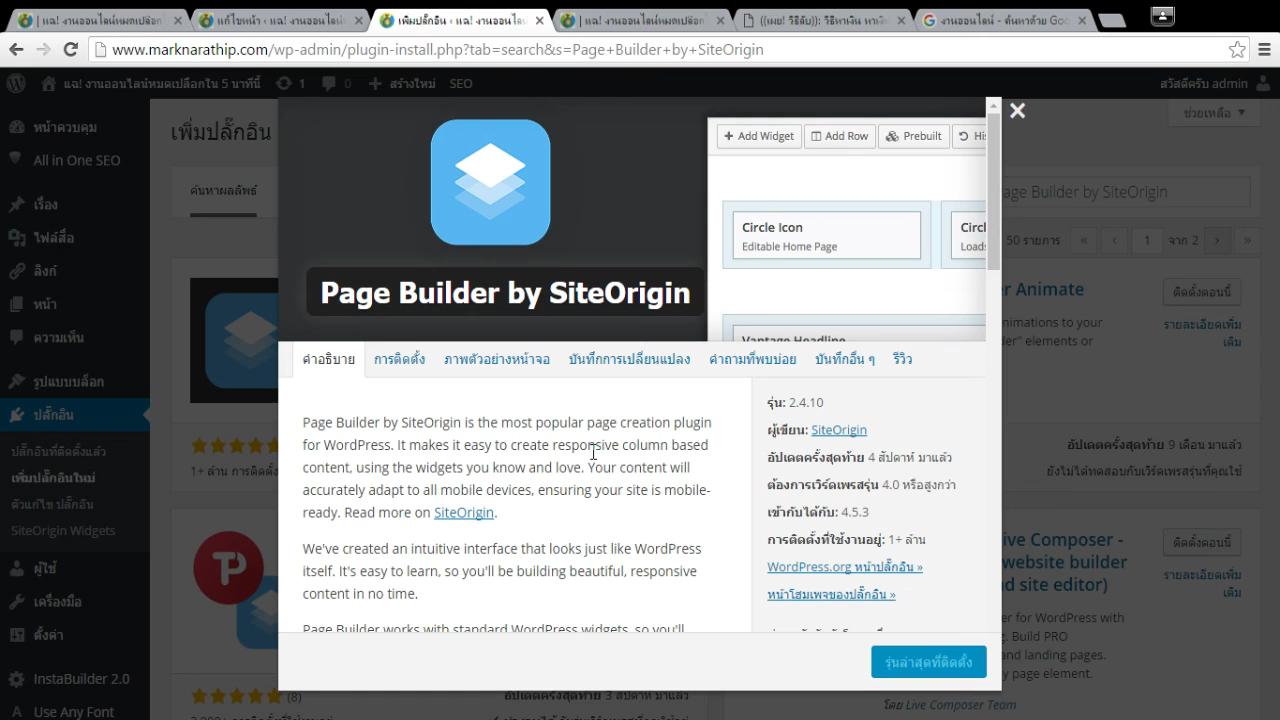 | แฉ! งานออนไลน์หมดเปลือก
แก้ไขหน้า ‹ แฉ! งานออนไลน์
เพิ่มปลั๊กอิน ‹ แฉ! งานออนไลน
| แฉ! งานออนไลน์หมดเปลือก
((เผย! วิธีลับ)): วิธีหาเงิน
งานออนไลน์ - ค้นหาด้วย Goo
www.marknarathip.com/wp-admin/plugin-install.php?tab=search&s=Page+Builder+by+SiteOrigin
แฉ! งานออนไลน์หมดเปลือกใน 5 นาทีนี้
1
0
+ สร้างใหม่
SEO
สวัสดีครับ admin
หน้าควบคุม
All in One SEO
เรื่อง
ไฟล์สื่อ
ลิงก์
หน้า
ความเห็น
รูปแบบบล็อก
ปลั๊กอิน
ปลั๊กอินที่ติดตั้งแล้ว
เพิ่มปลั๊กอินใหม่
ตัวแก้ไข ปลั๊กอิน
SiteOrigin Widgets
ผู้ใช้
เครื่องมือ
ตั้งค่า
InstaBuilder 2.0
Use Any Font
เพิ่มปลั๊กอิน
ช่วยเหลือ
ค้นหาผลลัพธ์
age Builder by SiteOrigin
50 รายการ « ‹ 1 จาก 2 › »
+ Add Widget
Add Row
Prebuilt
His
Circle Icon
Editable Home Page
Circl
Loads
Vantage Headline
Page Builder by SiteOrigin
คำอธิบาย
การติดตั้ง
ภาพตัวอย่างหน้าจอ
บันทึกการเปลี่ยนแปลง
คำถามที่พบบ่อย
บันทึกอื่น ๆ
รีวิว
Page Builder by SiteOrigin is the most popular page creation plugin
for WordPress. It makes it easy to create responsive column based
content, using the widgets you know and love. Your content will
accurately adapt to all mobile devices, ensuring your site is mobile-
ready. Read more on SiteOrigin.
We've created an intuitive interface that looks just like WordPress
itself. It's easy to learn, so you'll be building beautiful, responsive
content in no time.
Page Builder works with standard WordPress widgets, so you'll
รุ่น: 2.4.10
ผู้เขียน: SiteOrigin
อัปเดตครั้งสุดท้าย 4 สัปดาห์ มาแล้ว
ต้องการเวิร์ดเพรสรุ่น 4.0 หรือสูงกว่า
เข้ากันได้กับ: 4.5.3
การติดตั้งที่ใช้งานอยู่: 1+ ล้าน
WordPress.org หน้าปลั๊กอิน »
หน้าโฮมเพจของปลั๊กอิน »
รุ่นล่าสุดที่ติดตั้ง
r Animate
ติดตั้งตอนนี้
รายละเอียดเพิ่ม
เติม
nimations to your
der" elements or
อัปเดตครั้งสุดท้าย 9 เดือน มาแล้ว
ยังไม่ได้ทดสอบกับเวิร์ดเพรสรุ่นที่คุณใช้
1+ ล้าน การติดตั้งที่ใช้งาน
ive Composer -
website builder
nd site editor)
ติดตั้งตอนนี้
รายละเอียดเพิ่ม
เติม
er for WordPress with
g. Build PRO
and landing pages.
y page element.
โดย Live Composer Team
(8)
อัปเดตครั้งสุดท้าย 3 สัปดาห์ มาแล้ว